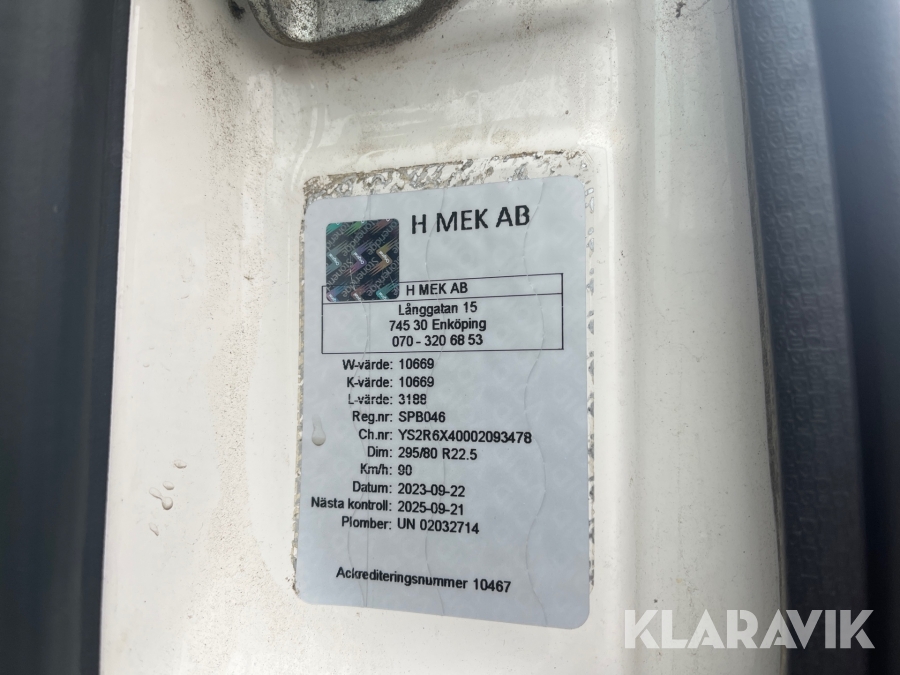 H MEK AB
H MEK AB
Långgatan 15
745 30 Enköping
070 - 320 68 53
W-värde: 10669
K-värde: 10669
L-värde: 3188
Reg.nr: SPB046
Ch.nr: YS2R6X40002093478
Dim: 295/80 R22.5
Km/h: 90
Datum: 2023-09-22
Nästa kontroll: 2025-09-21
Plomber: UN 02032714
Ackrediteringsnummer 10467
KLARAVIK